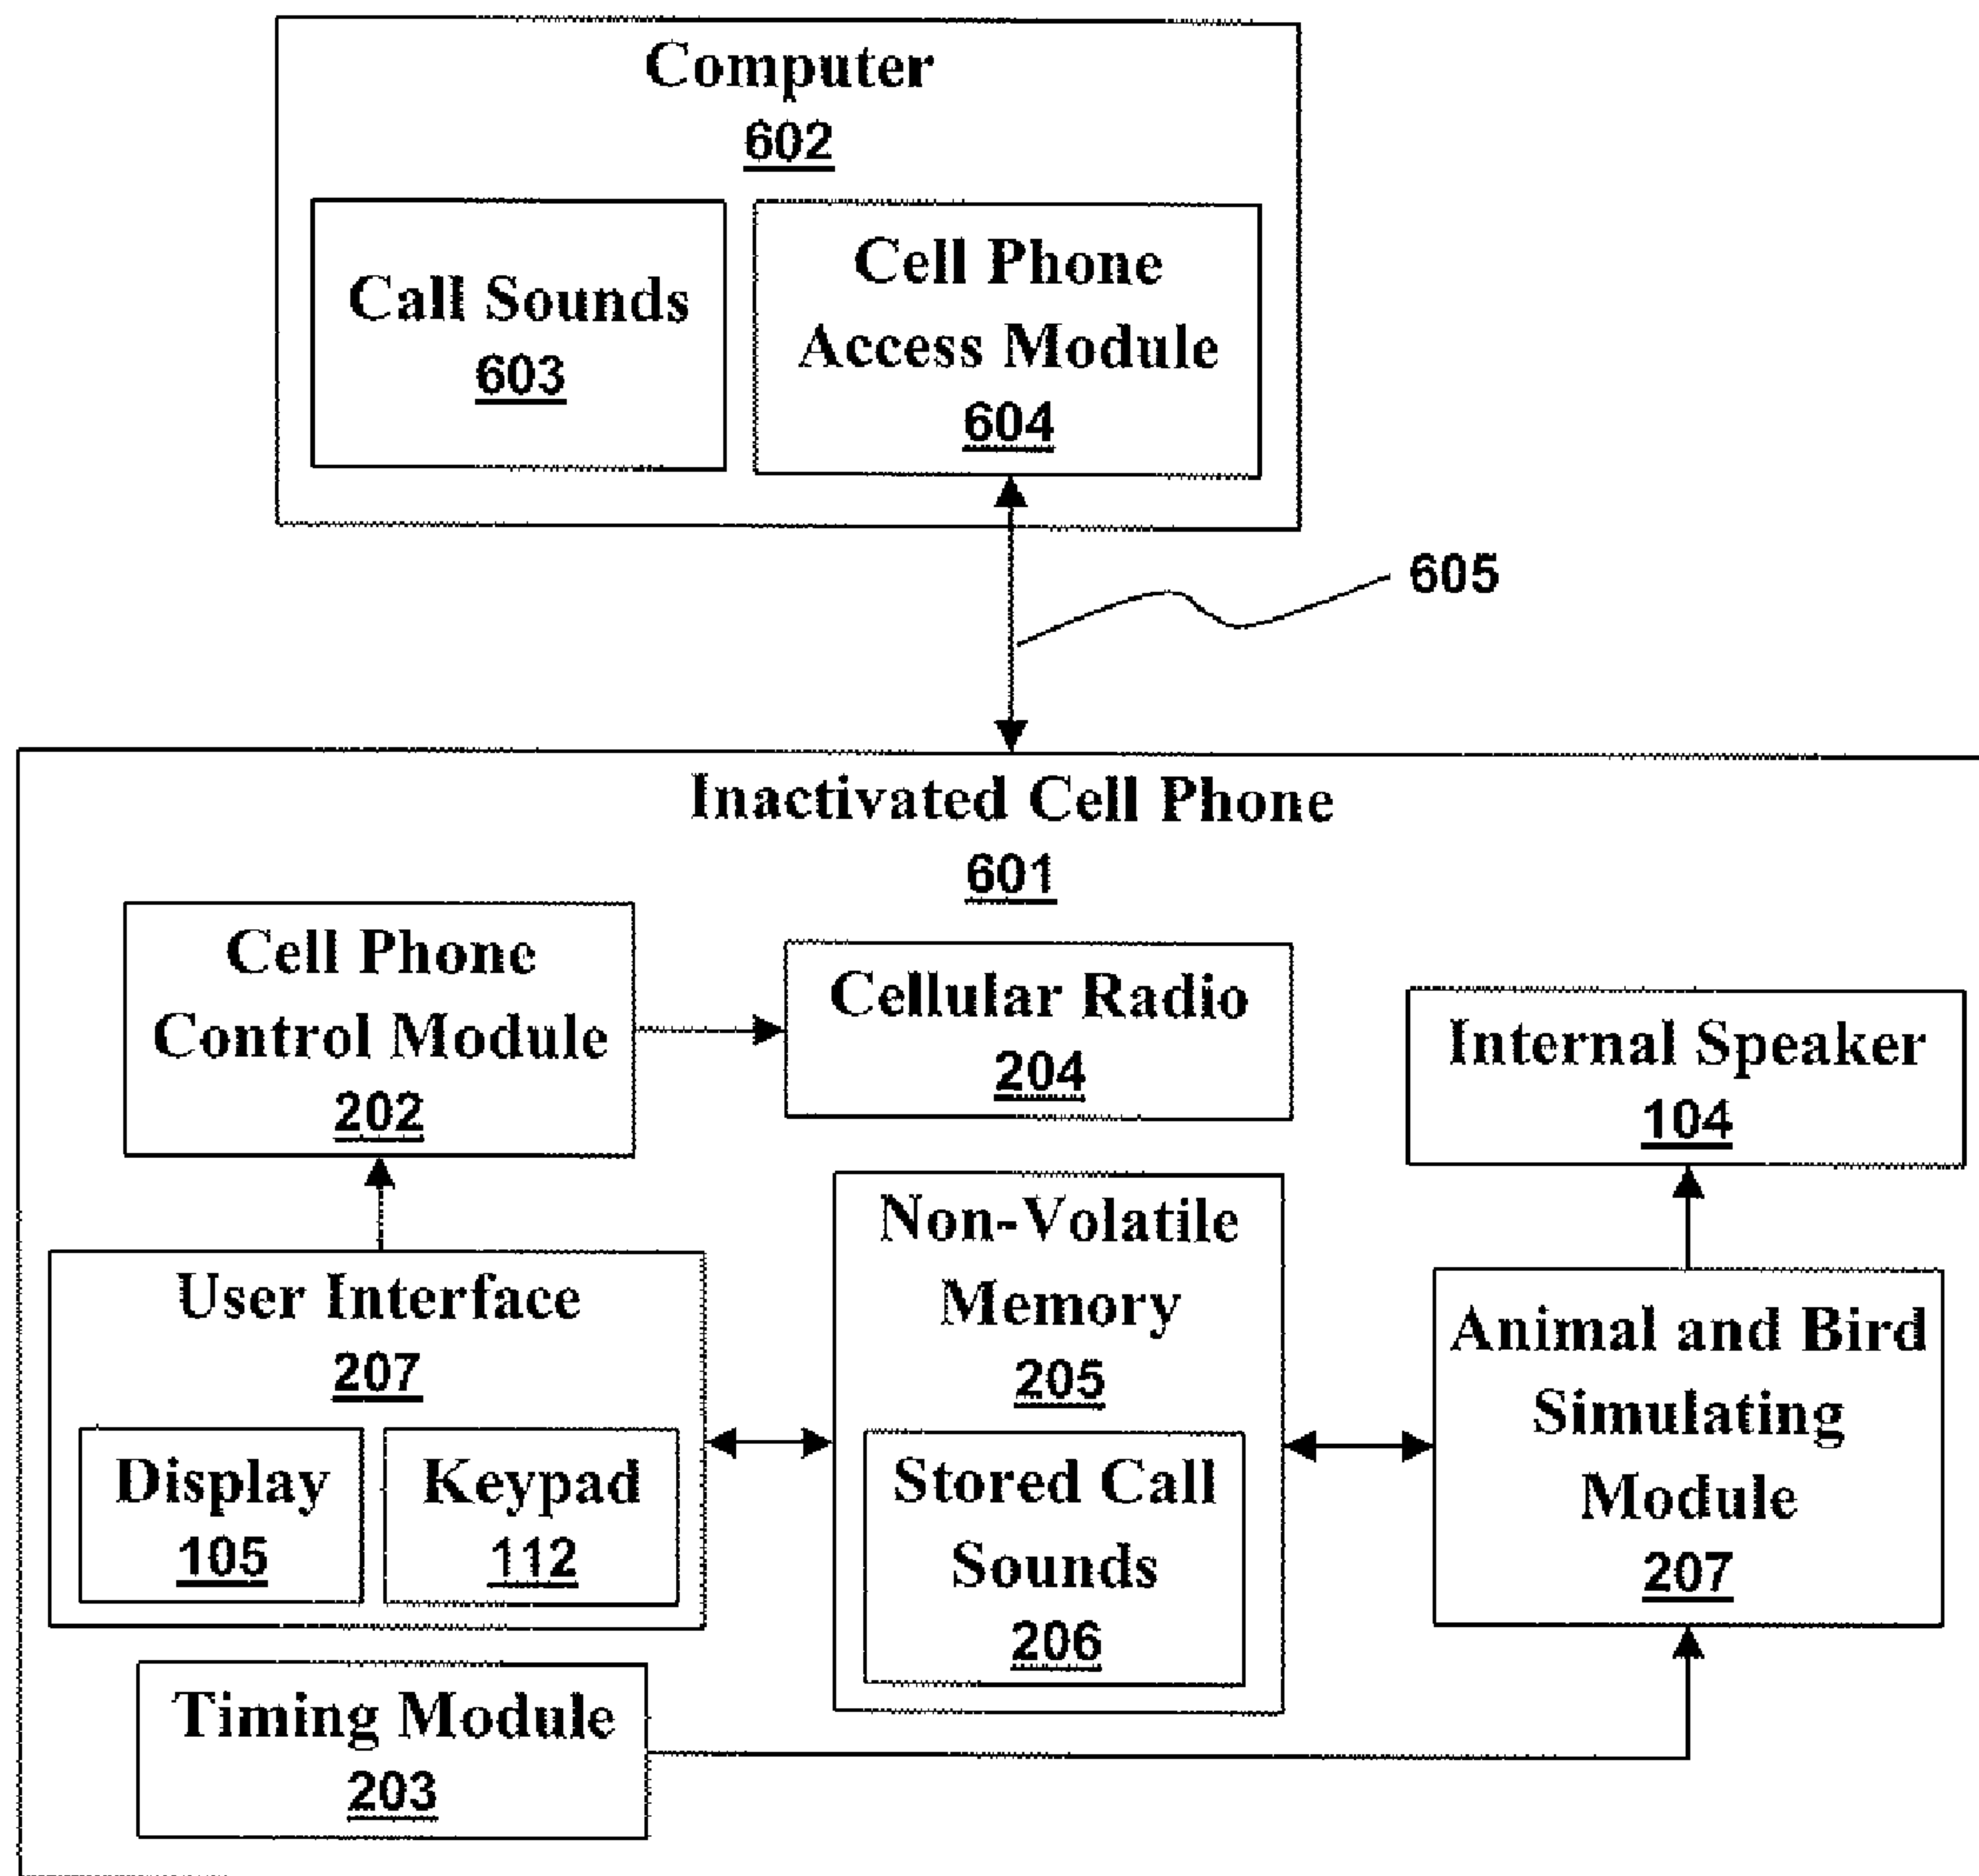 Computer
602
Call Sounds
603
Cell Phone
Access Module
604
605
Inactivated Cell Phone
601
Cell Phone
Control Module
202
Cellular Radio
204
Internal Speaker
104
User Interface
207
Display
105
Keypad
112
Non-Volatile
Memory
205
Stored Call
Sounds
206
Animal and Bird
Simulating
Module
207
Timing Module
203